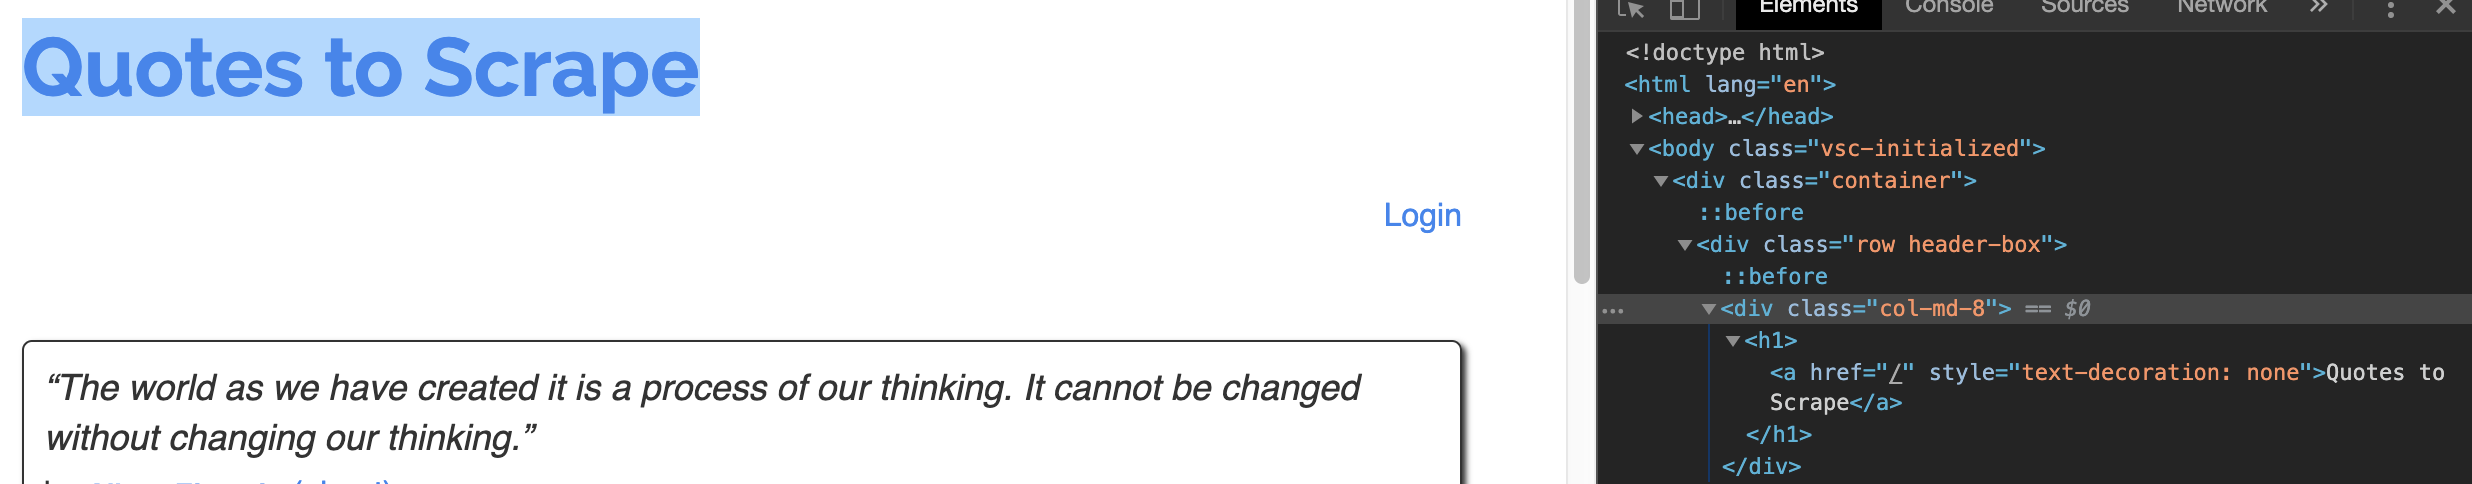 Quotes to Scrape
Login
“The world as we have created it is a process of our thinking. It cannot be changed
without changing our thinking.”
Elements Console Sources Network »
<!doctype html>
<html lang="en">
<head>…</head>
<body class="vsc-initialized">
<div class="container">
::before
<div class="row header-box">
::before
<div class="col-md-8"> == $0
<h1>
<a href="/" style="text-decoration: none">Quotes to
Scrape</a>
</h1>
</div>